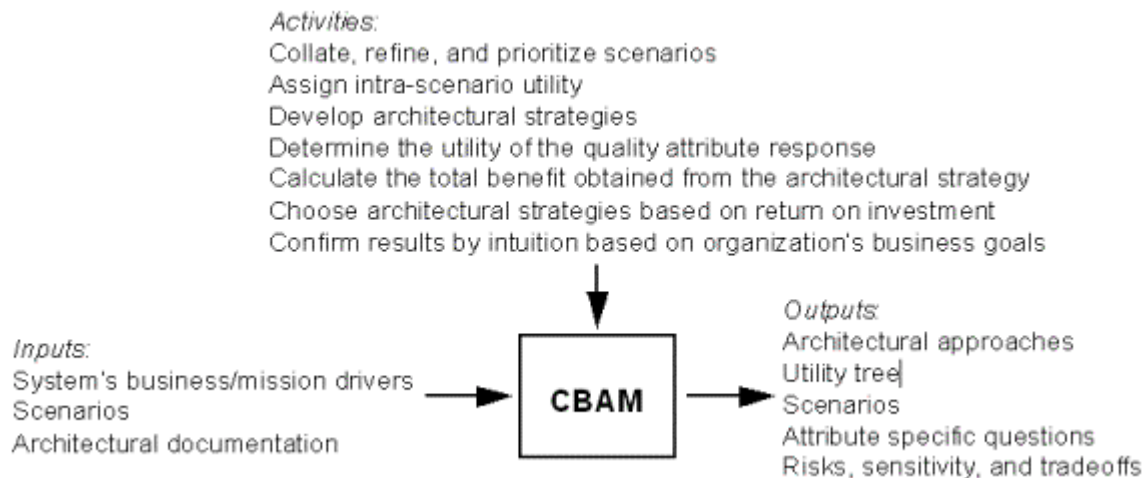 Activities:
Collate, refine, and prioritize scenarios
Assign intra-scenario utility
Develop architectural strategies
Determine the utility of the quality attribute response
Calculate the total benefit obtained from the architectural strategy
Choose architectural strategies based on return on investment
Confirm results by intuition based on organization's business goals
Inputs:
System's business/mission drivers
Scenarios
Architectural documentation
CBAM
Outputs:
Architectural approaches
Utility tree
Scenarios
Attribute specific questions
Risks, sensitivity, and tradeoffs